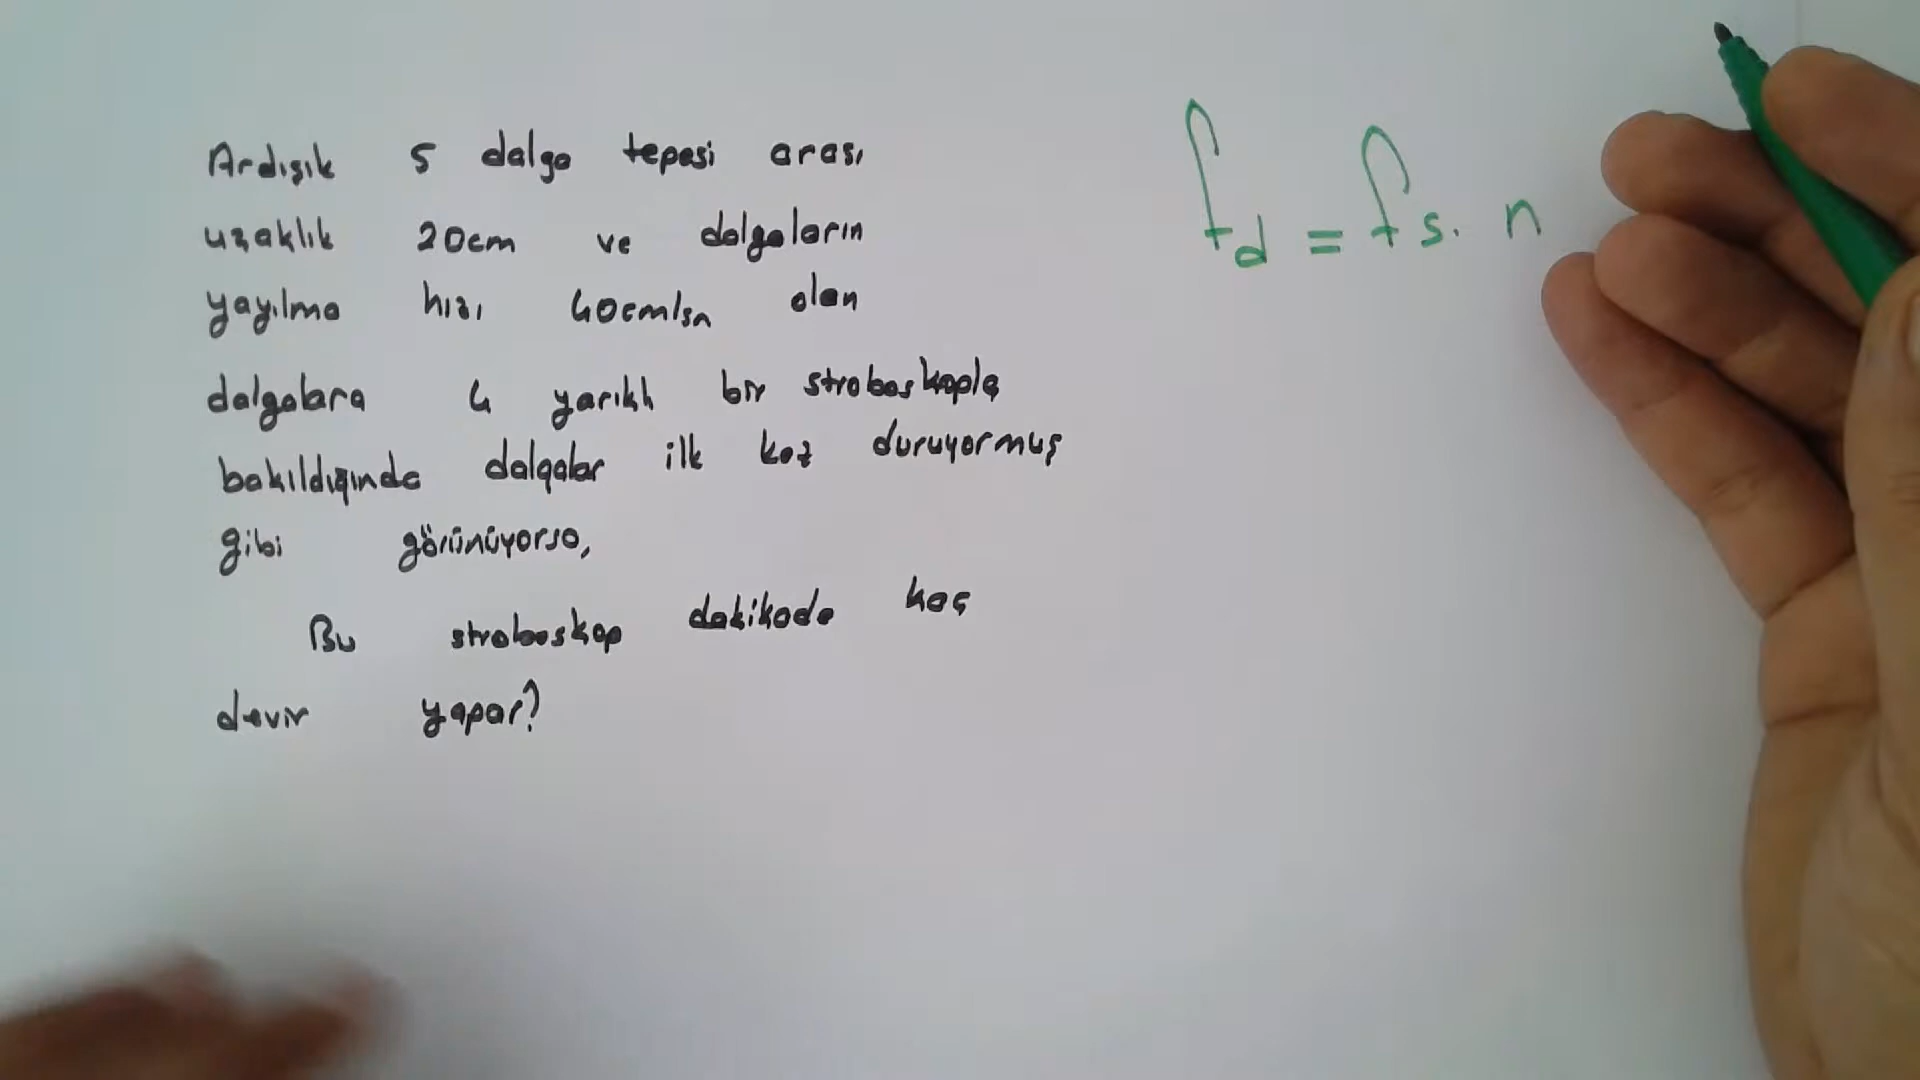 Ardışık 5 dalga tepesi arası
uzaklık 20cm ve dalgaların
yayılma hızı 40cm/sn olan
dalgalara 4 yarıklı bir stroboskopla
bakıldığında dalgalar ilk kez duruyormuş
gibi görünüyorsa,
Bu stroboskop dakikada kaç
devir yapar?
fd = fs. n